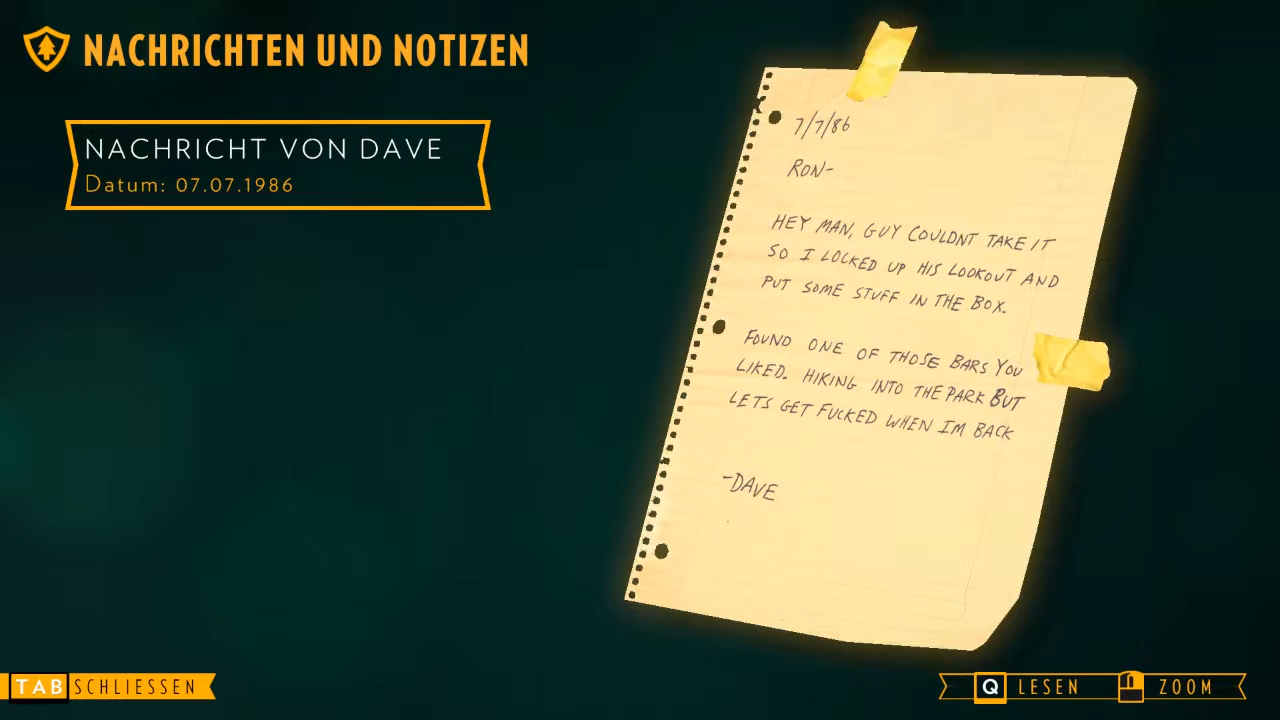 NACHRICHTEN UND NOTIZEN
NACHRICHT VON DAVE
Datum: 07.07.1986
7/7/86
RON-
HEY MAN, GUY COULDNT TAKE IT
SO I LOCKED UP HIS LOOKOUT AND
PUT SOME STUFF IN THE BOX.
FOUND ONE OF THOSE BARS YOU
LIKED. HIKING INTO THE PARK BUT
LETS GET FUCKED WHEN IM BACK
-DAVE
TAB SCHLIESSEN
Q LESEN ZOOM